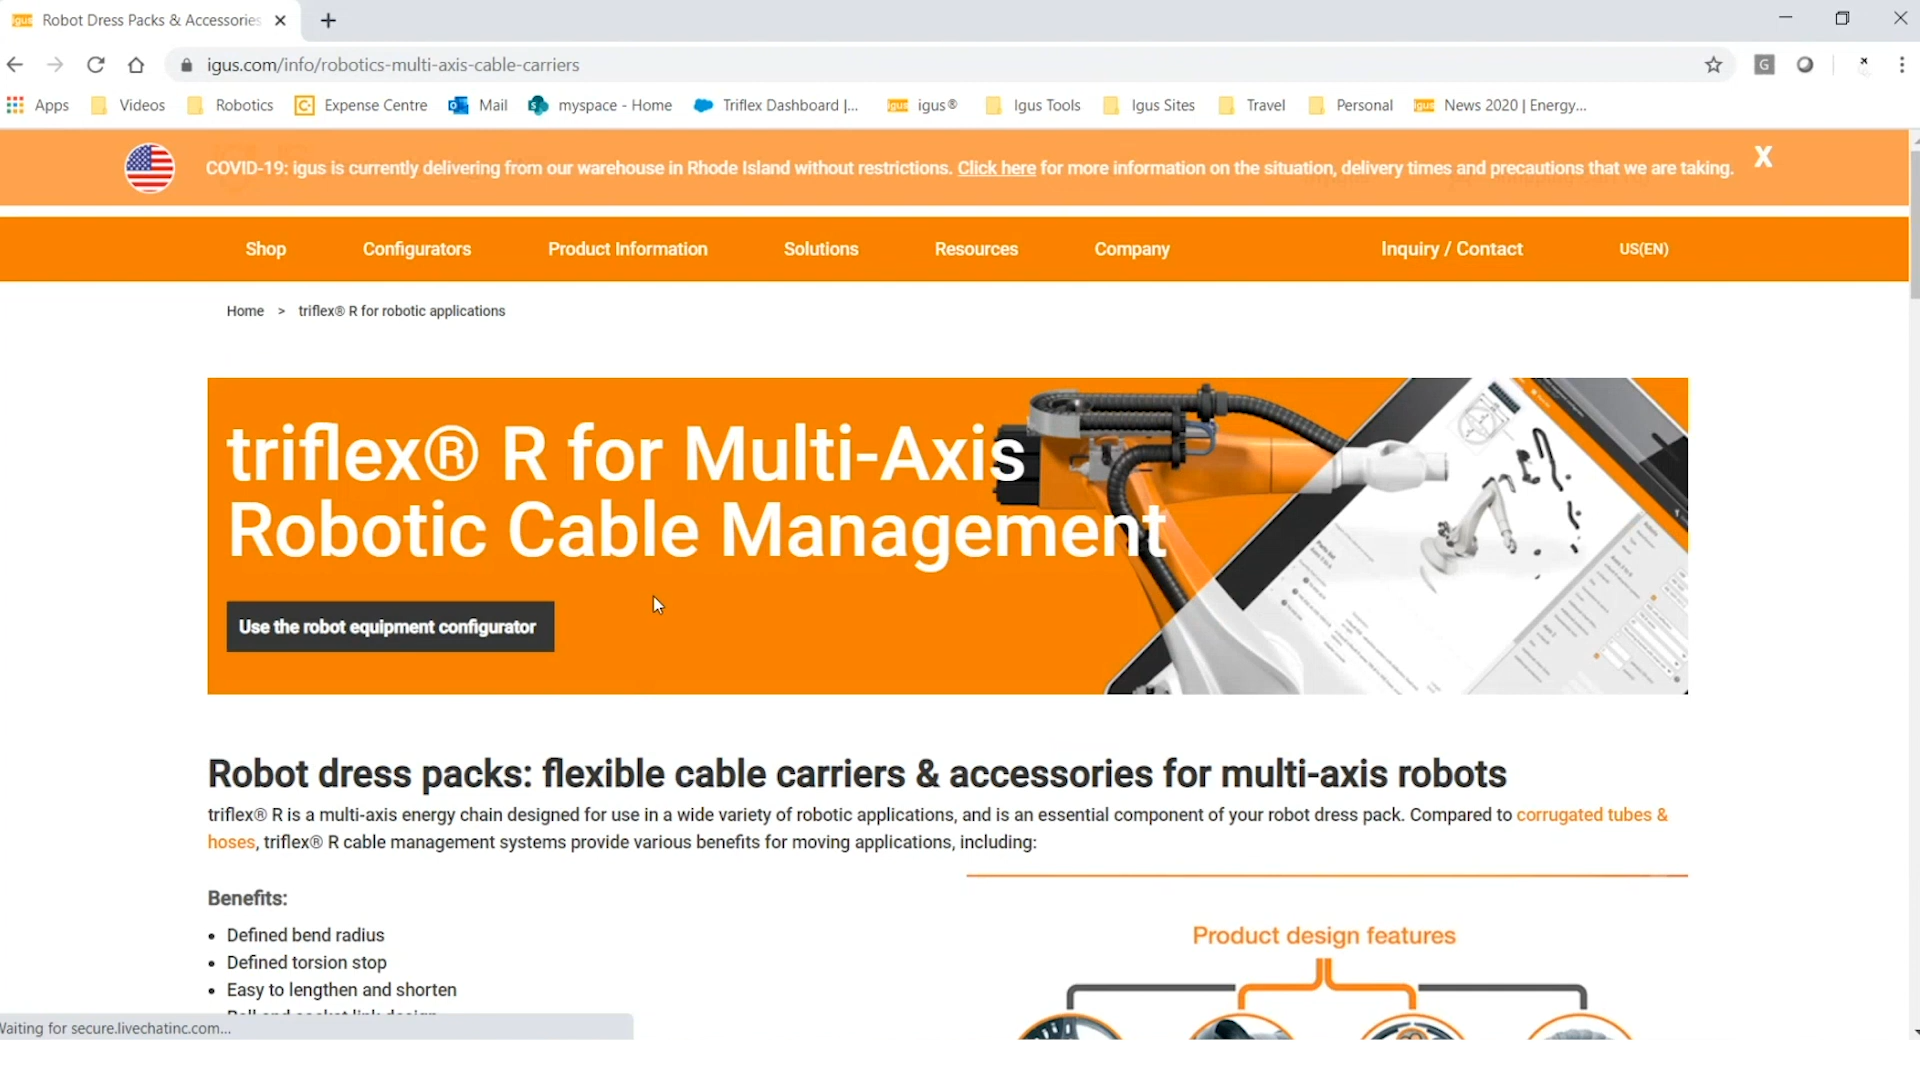 igus Robot Dress Packs & Accessories
igus.com/info/robotics-multi-axis-cable-carriers
G
Apps Videos Robotics Expense Centre Mail myspace - Home Triflex Dashboard |... igus igus® Igus Tools Igus Sites Travel Personal igus News 2020 | Energy...
COVID-19: igus is currently delivering from our warehouse in Rhode Island without restrictions. Click here for more information on the situation, delivery times and precautions that we are taking. X
Shop Configurators Product Information Solutions Resources Company Inquiry / Contact US(EN)
Home > triflex® R for robotic applications
triflex® R for Multi-Axis
Robotic Cable Management
Use the robot equipment configurator
Robot dress packs: flexible cable carriers & accessories for multi-axis robots
triflex® R is a multi-axis energy chain designed for use in a wide variety of robotic applications, and is an essential component of your robot dress pack. Compared to corrugated tubes &
hoses, triflex® R cable management systems provide various benefits for moving applications, including:
Benefits:
• Defined bend radius
• Defined torsion stop
• Easy to lengthen and shorten
Product design features
Waiting for secure.livechatinc.com...